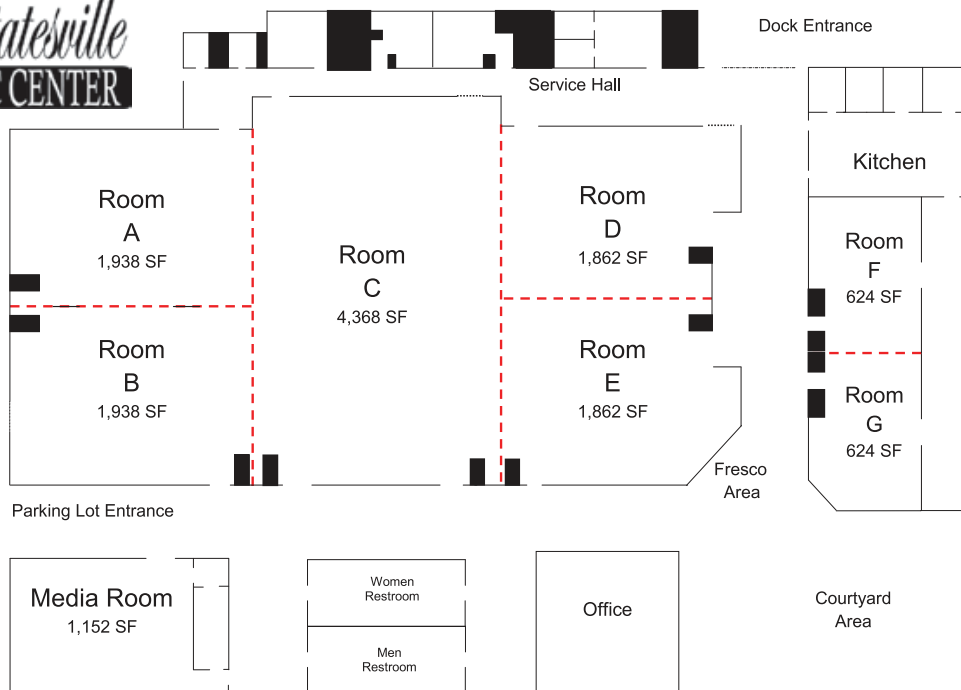 CENTER
Dock Entrance
Service Hall
Kitchen
Room
A
1,938 SF
Room
D
1,862 SF
Room
C
4,368 SF
Room
F
624 SF
Room
B
1,938 SF
Room
E
1,862 SF
Room
G
624 SF
Fresco
Area
Parking Lot Entrance
Media Room
1,152 SF
Women
Restroom
Men
Restroom
Office
Courtyard
Area